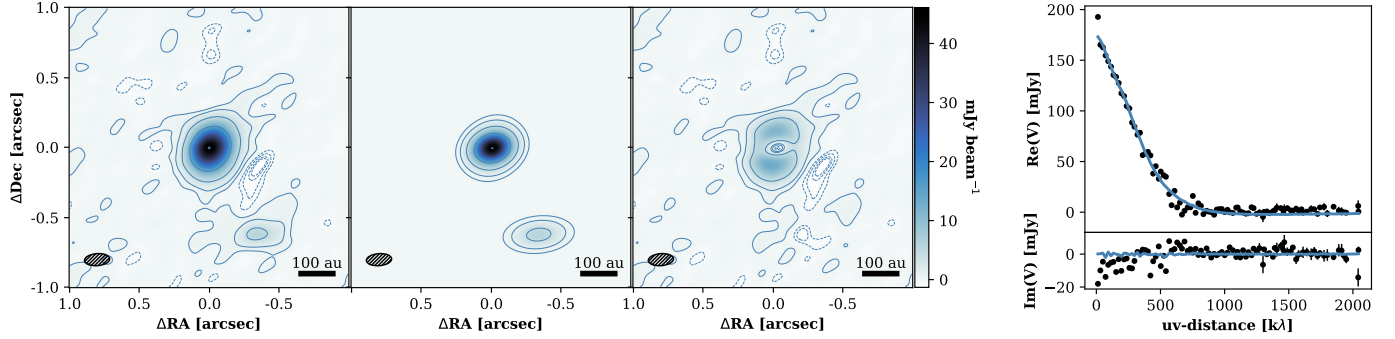 1.0
0.5
0.0
-0.5
-1.0
ΔDec [arcsec]
100 au
100 au
100 au
1.0 0.5 0.0 -0.5
0.5 0.0 -0.5
1.0 0.5 0.0 -0.5
ΔRA [arcsec]
ΔRA [arcsec]
ΔRA [arcsec]
40
30
20
10
0
mJy beam⁻¹
200
150
100
50
0
Re(V) [mJy]
0
−20
Im(V) [mJy]
0 500 1000 1500 2000
uv-distance [kλ]